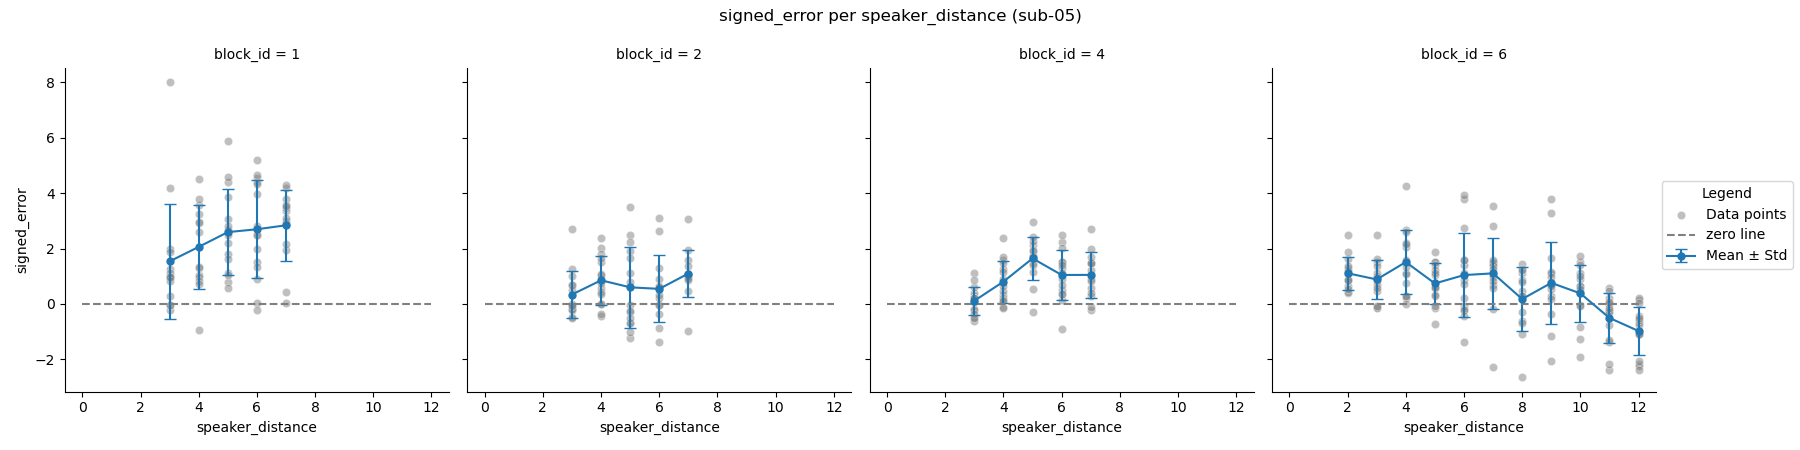 signed_error per speaker_distance (sub-05)
block_id = 1
block_id = 2
block_id = 4
block_id = 6
signed_error
8
6
4
2
0
−2
0 2 4 6 8 10 12
0 2 4 6 8 10 12
0 2 4 6 8 10 12
0 2 4 6 8 10 12
speaker_distance
speaker_distance
speaker_distance
speaker_distance
Legend
Data points
zero line
Mean ± Std